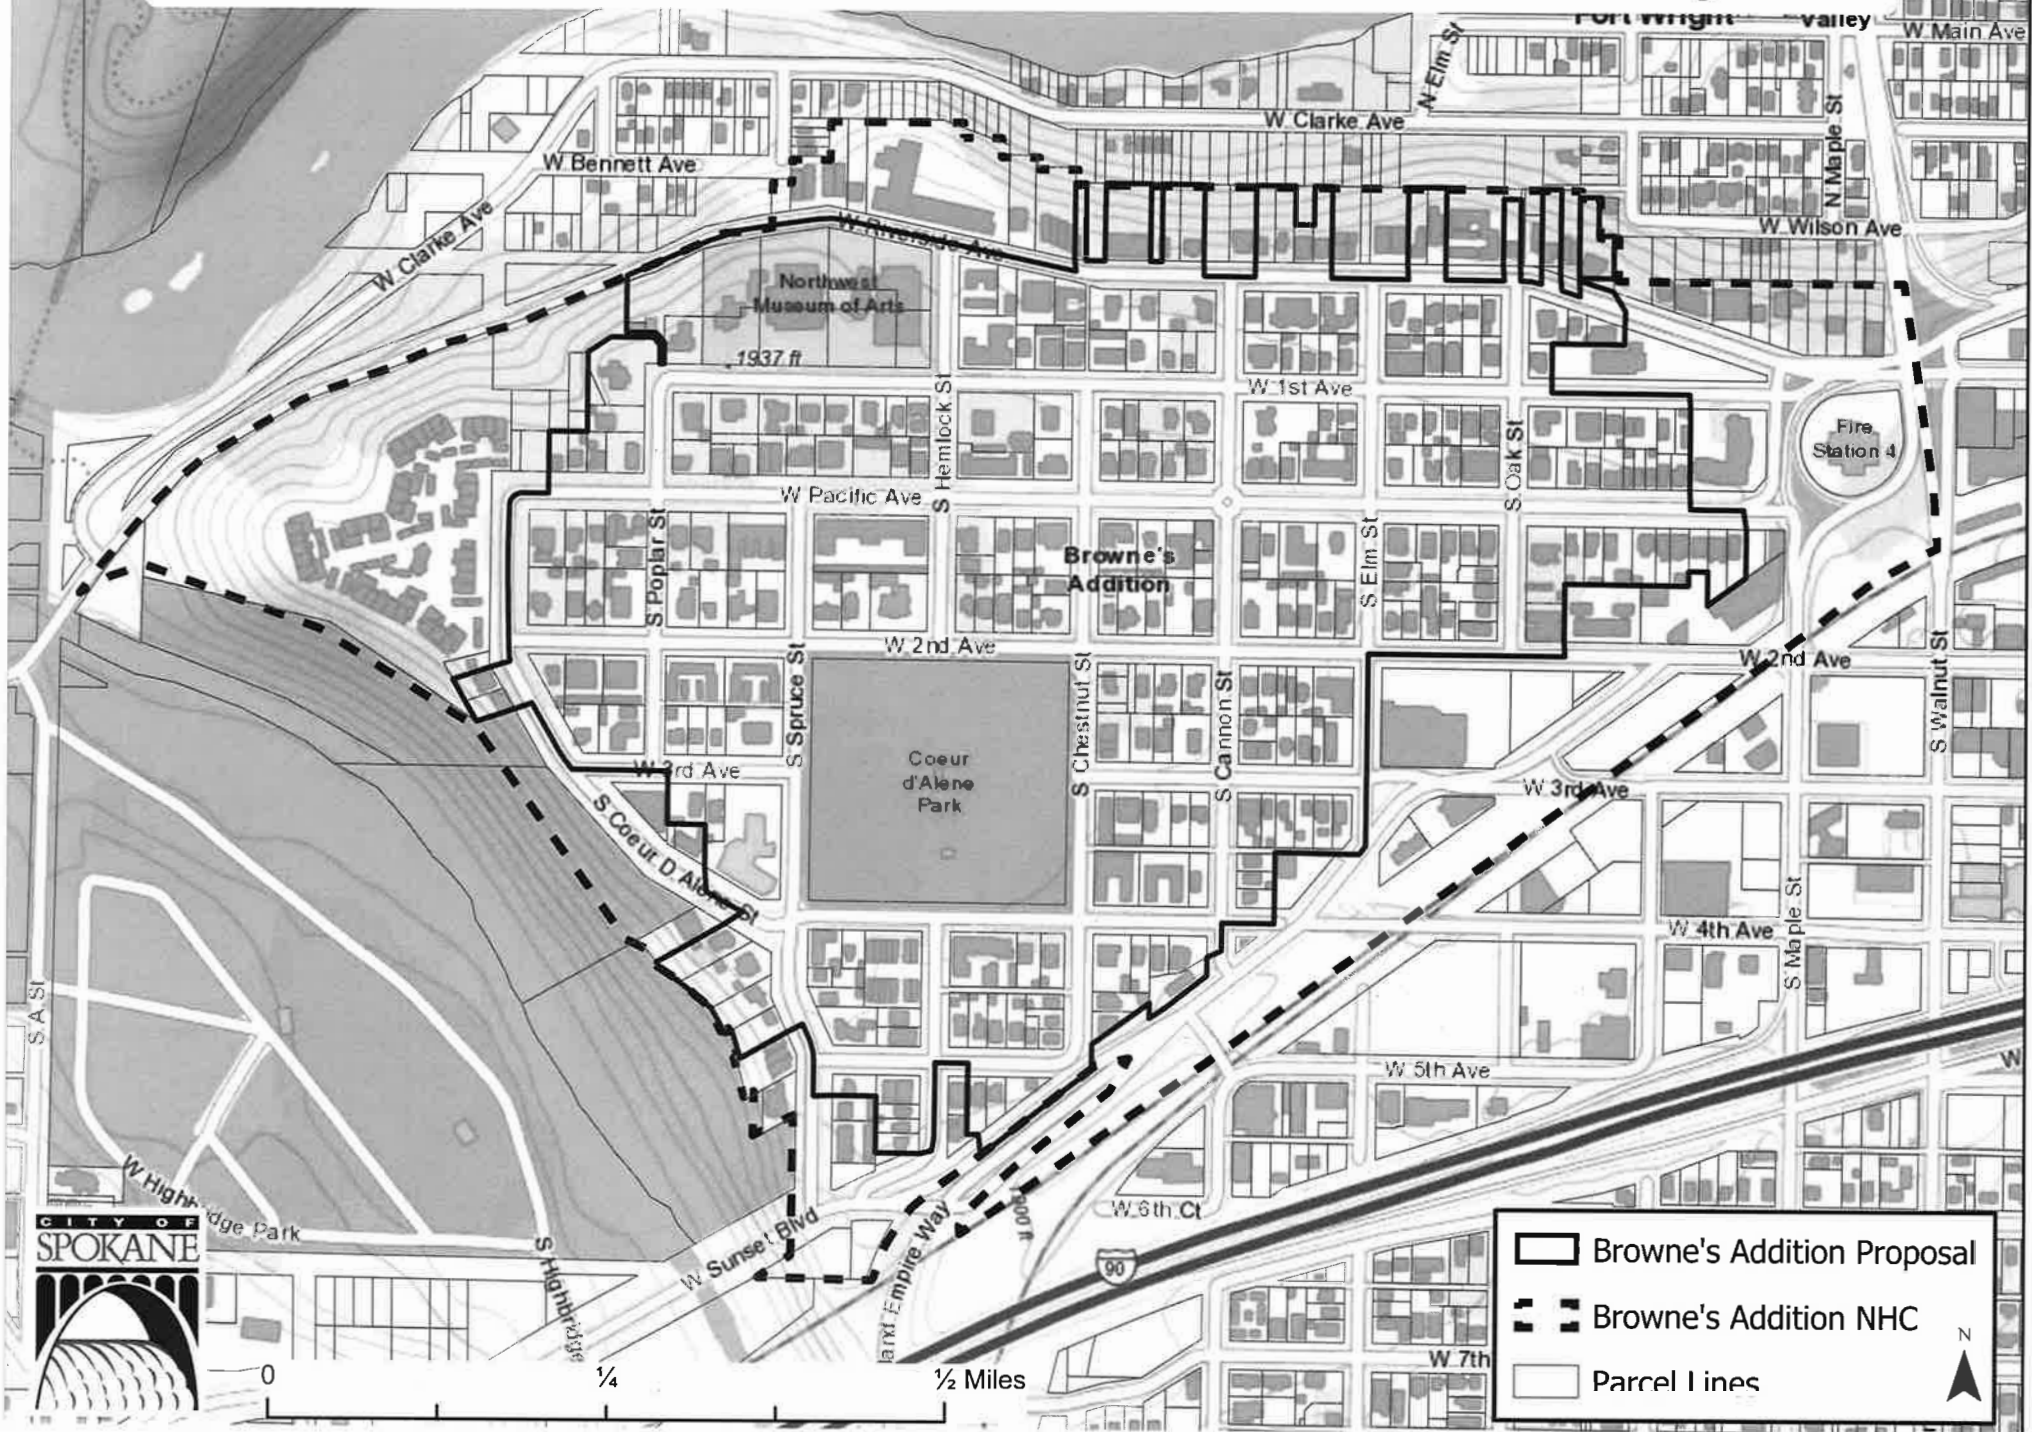 Fort Wright
Valley
W Main Ave
N Elm St
W Clarke Ave
N Maple St
W Bennett Ave
W Clarke Ave
W Riverside Ave
W Wilson Ave
Northwest
Museum of Arts
1937 ft
W 1st Ave
S Hemlock St
S Oak St
Fire
Station 4
W Pacific Ave
S Poplar St
Browne's
Addition
S Elm St
W 2nd Ave
W 2nd Ave
S Spruce St
S Chestnut St
S Cannon St
S Walnut St
Coeur
d'Alene
Park
W 3rd Ave
W 3rd Ave
S Coeur D Alene St
W 4th Ave
S Maple St
S A St
W 5th Ave
W
W 6th Ct
W Highbridge Park
S Highbridge
W Sunset Blvd
land Empire Way
900 ft
90
W 7th
CITY OF
SPOKANE
0
¼
½ Miles
Browne's Addition Proposal
Browne's Addition NHC
Parcel Lines
N